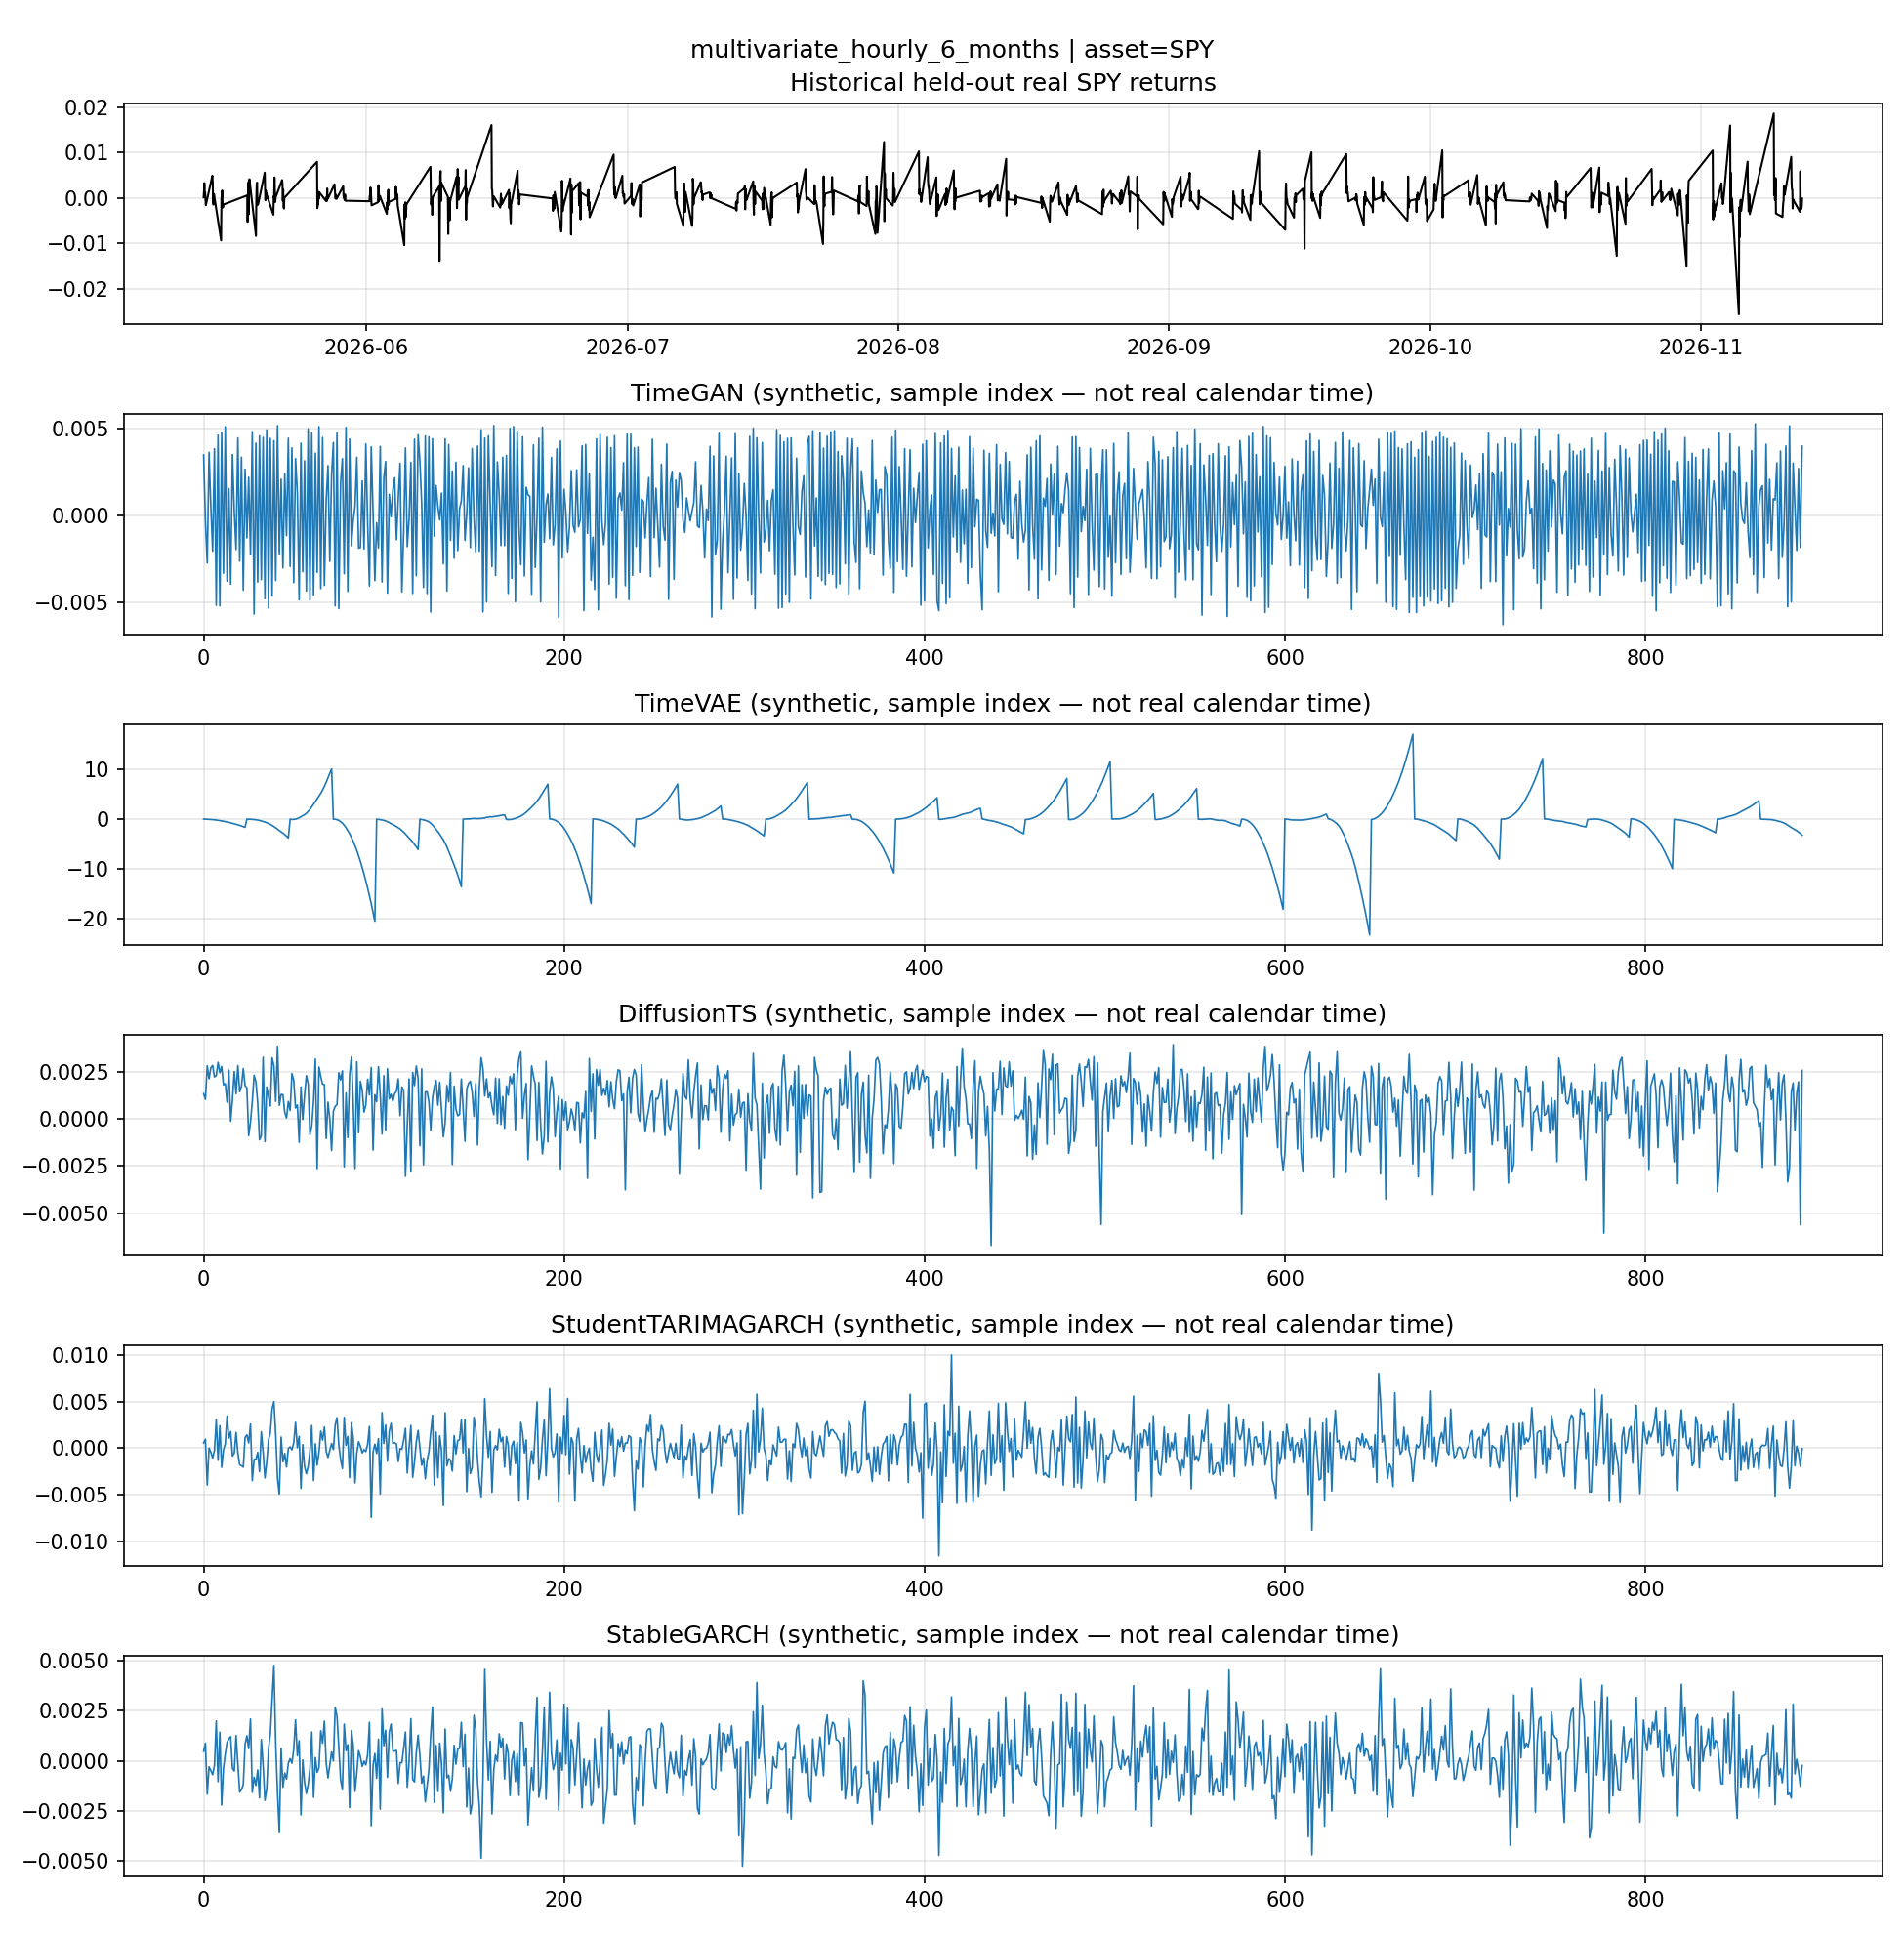 multivariate_hourly_6_months | asset=SPY
Historical held-out real SPY returns
0.02
0.01
0.00
−0.01
−0.02
2026-06 2026-07 2026-08 2026-09 2026-10 2026-11
TimeGAN (synthetic, sample index — not real calendar time)
0.005
0.000
−0.005
0 200 400 600 800
TimeVAE (synthetic, sample index — not real calendar time)
10
0
−10
−20
0 200 400 600 800
DiffusionTS (synthetic, sample index — not real calendar time)
0.0025
0.0000
−0.0025
−0.0050
0 200 400 600 800
StudentTARIMAGARCH (synthetic, sample index — not real calendar time)
0.010
0.005
0.000
−0.005
−0.010
0 200 400 600 800
StableGARCH (synthetic, sample index — not real calendar time)
0.0050
0.0025
0.0000
−0.0025
−0.0050
0 200 400 600 800